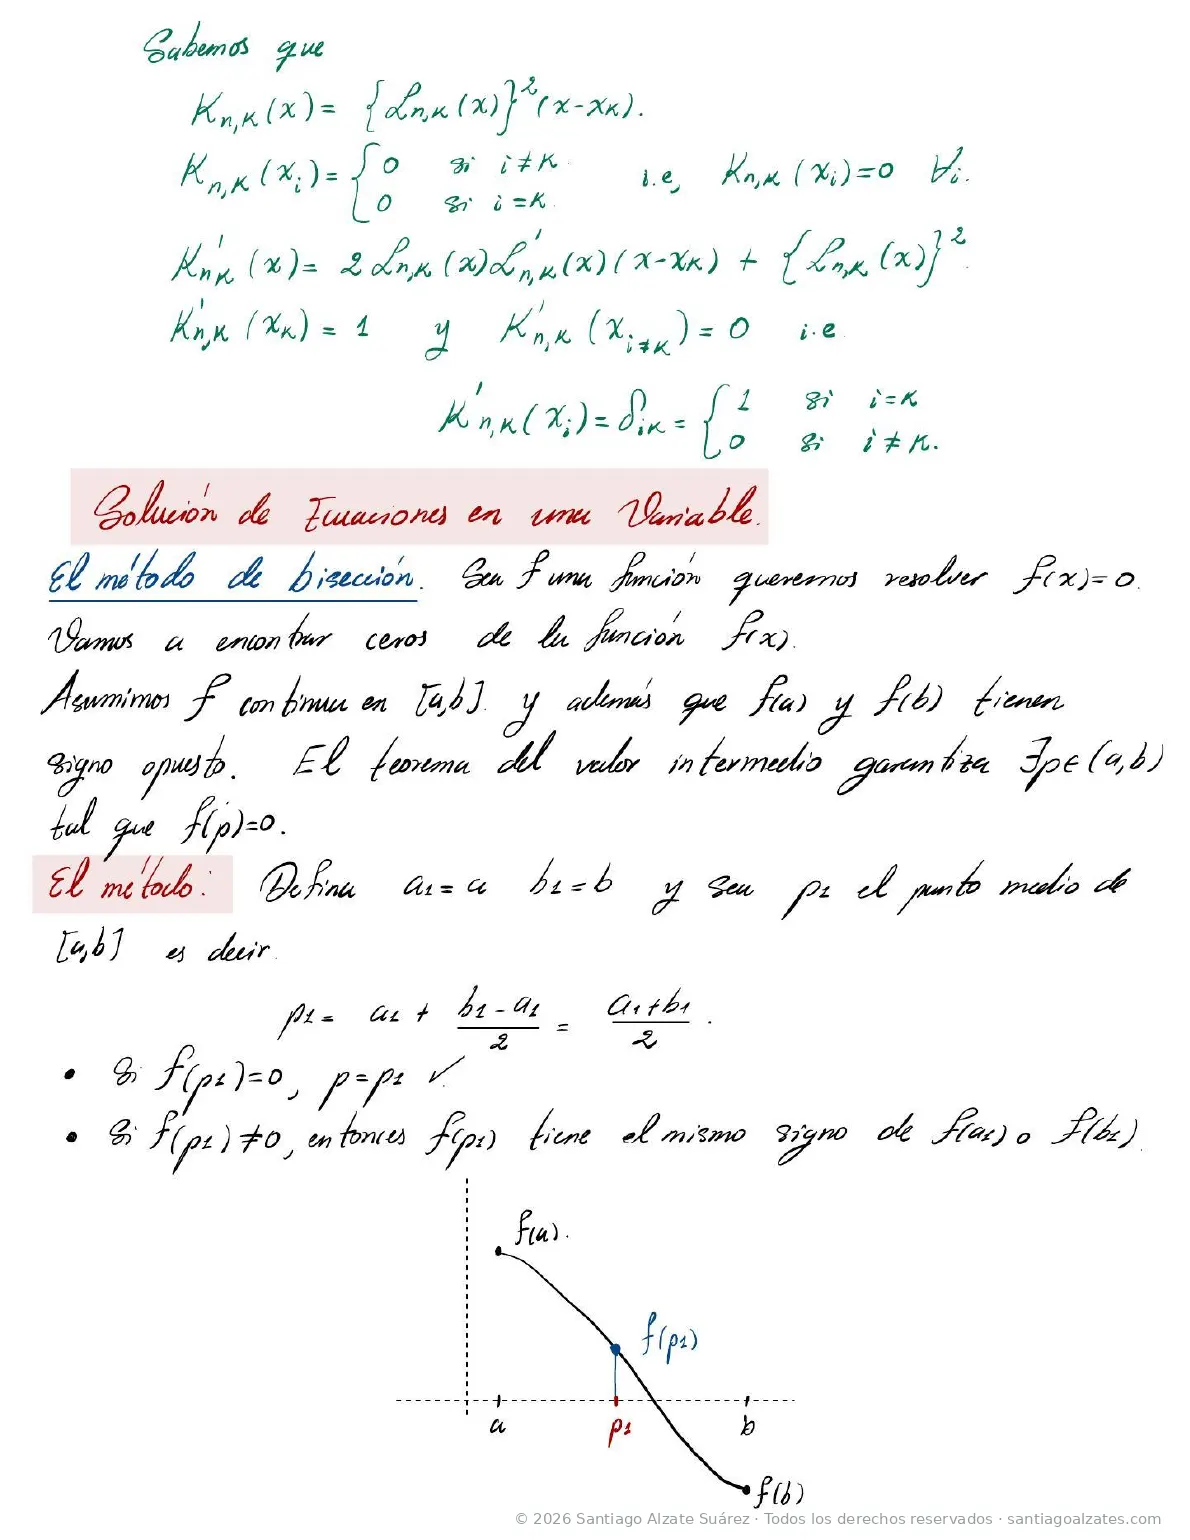 Sabemos que
K_{n,K}(x) = {L_{n,K}(x)}^2 (x-x_K).
K_{n,K}(x_i) = { 0 si i≠K i.e, K_{n,K}(x_i)=0 ∀i.
0 si i=K.
K'_{n,K}(x) = 2 L_{n,K}(x) L'_{n,K}(x)(x-x_K) + {L_{n,K}(x)}^2.
K'_{n,K}(x_K) = 1 y K'_{n,K}(x_{i≠K}) = 0 i.e
K'_{n,K}(x_i) = δ_{iK} = { 1 si i=K
0 si i≠K.
Solución de Ecuaciones en una Variable.
El método de bisección. Sea f una función queremos resolver f(x)=0.
Vamos a encontrar ceros de la función f(x).
Asumimos f continua en [a,b]. y además que f(a) y f(b) tienen
signo opuesto. El teorema del valor intermedio garantiza ∃p∈(a,b)
tal que f(p)=0.
El método: Defina a1=a b1=b y sea p1 el punto medio de
[a,b] es decir.
p1 = a1 + (b1-a1)/2 = (a1+b1)/2.
• Si f(p1)=0, p=p1 ✓.
• Si f(p1)≠0, entonces f(p1) tiene el mismo signo de f(a1) o f(b1).
f(a).
f(p1)
a p1 b
f(b)
© 2026 Santiago Alzate Suárez · Todos los derechos reservados · santiagoalzates.com